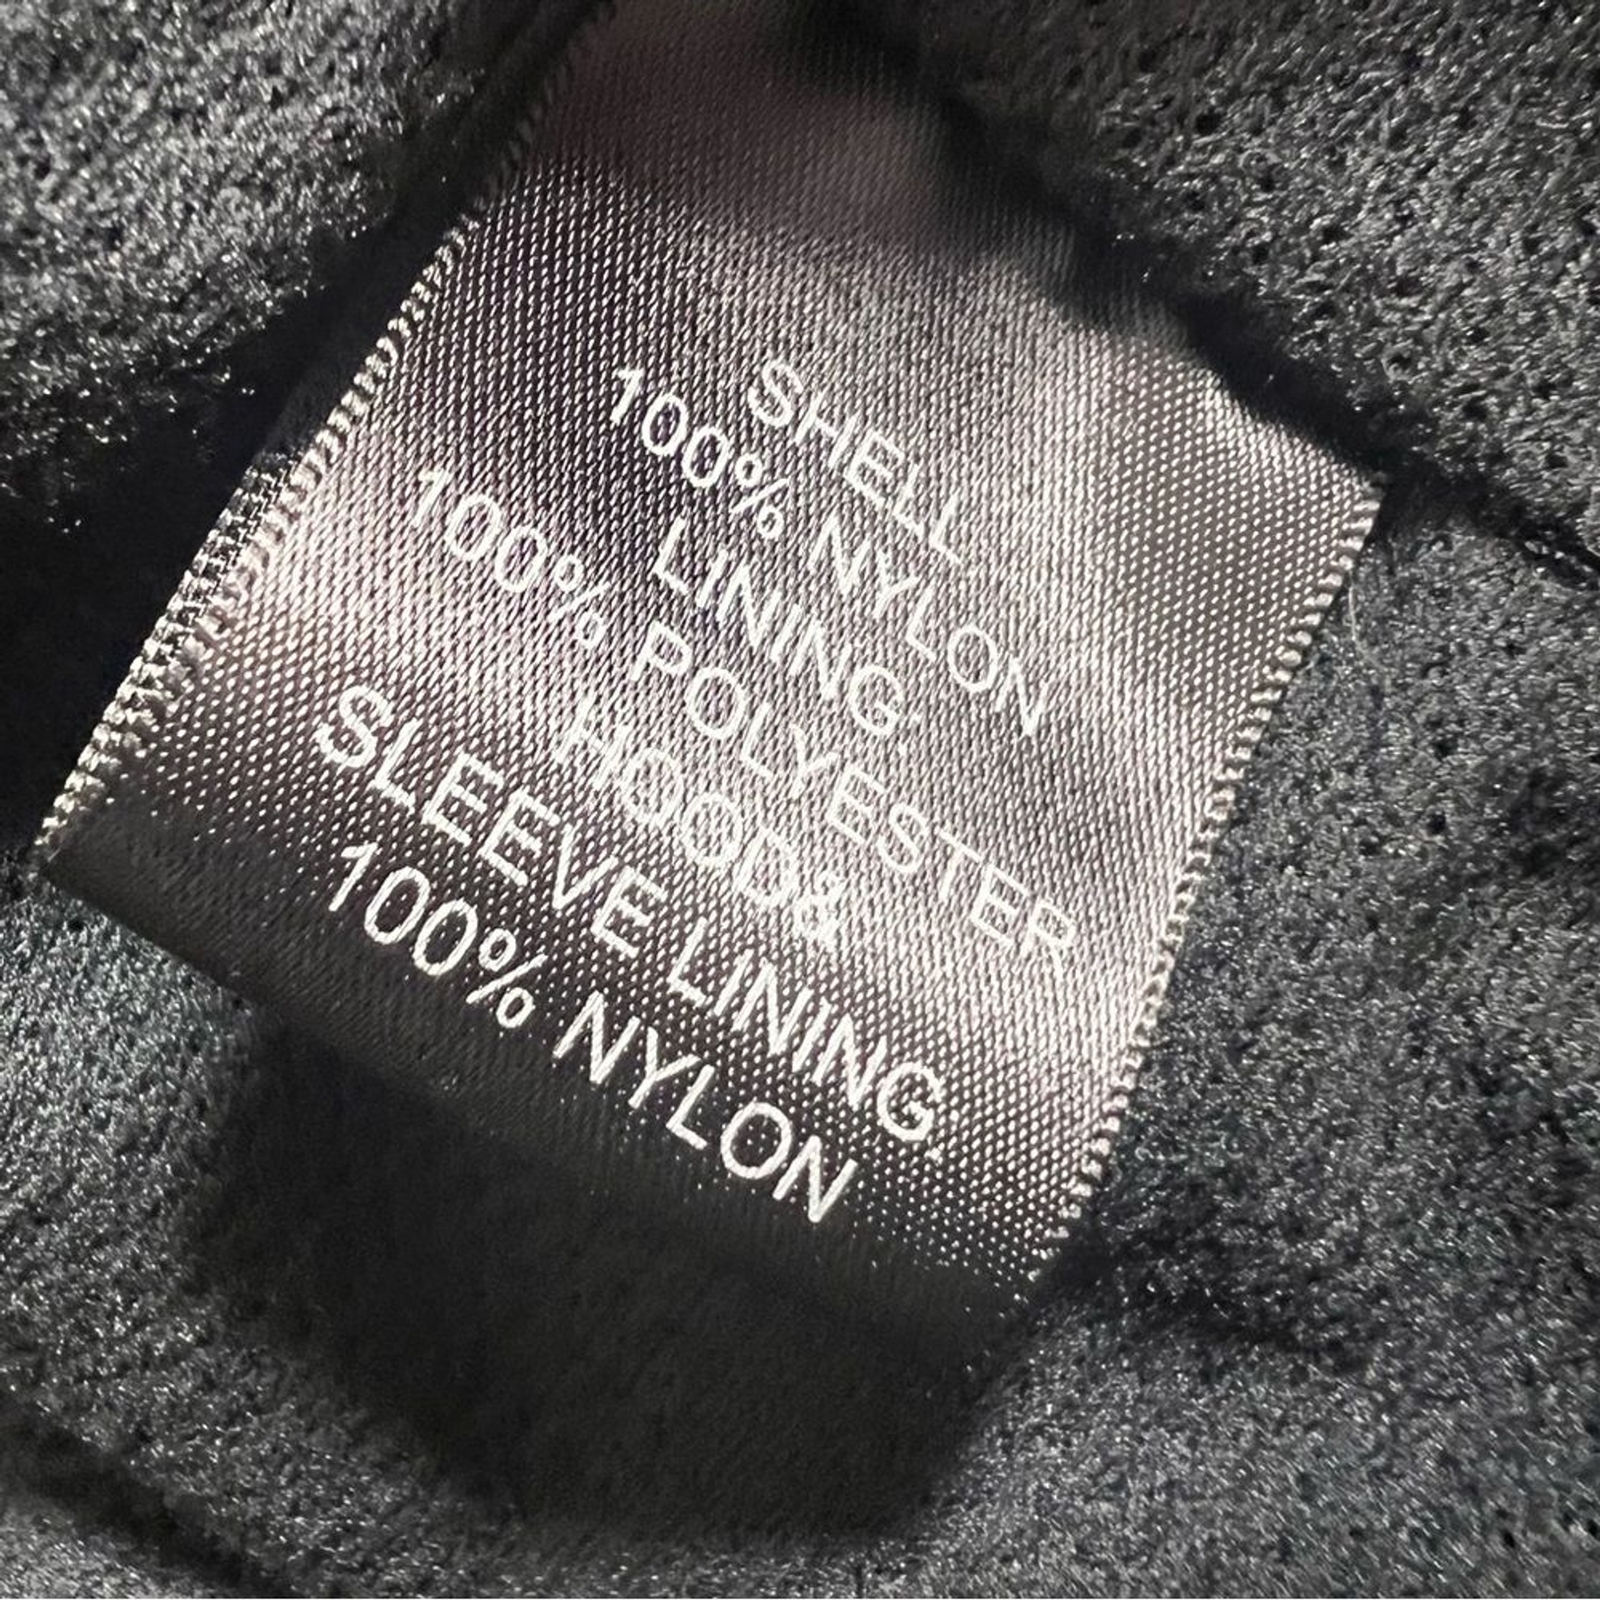 SHELL
100% NYLON
LINING:
100% POLYESTER
HOOD&
SLEEVE LINING:
100% NYLON